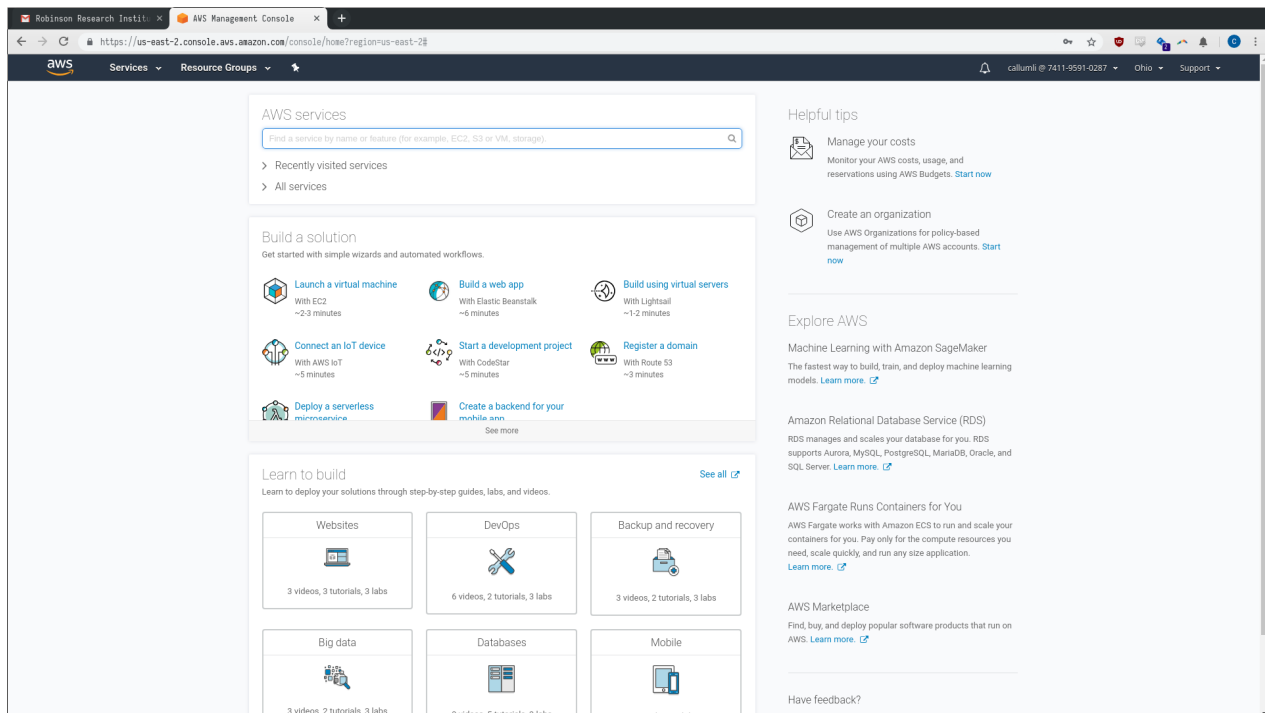 Robinson Research Institu
AWS Management Console
https://us-east-2.console.aws.amazon.com/console/home?region=us-east-2#
aws
Services
Resource Groups
callumli @ 7411-9591-0287
Ohio
Support
AWS services
Find a service by name or feature (for example, EC2, S3 or VM, storage).
Recently visited services
All services
Build a solution
Get started with simple wizards and automated workflows.
Launch a virtual machine
With EC2
~2-3 minutes
Build a web app
With Elastic Beanstalk
~6 minutes
Build using virtual servers
With Lightsail
~1-2 minutes
Connect an IoT device
With AWS IoT
~5 minutes
Start a development project
With CodeStar
~5 minutes
Register a domain
With Route 53
~3 minutes
Deploy a serverless
microservice
Create a backend for your
mobile app
See more
Learn to build
See all
Learn to deploy your solutions through step-by-step guides, labs, and videos.
Websites
3 videos, 3 tutorials, 3 labs
DevOps
6 videos, 2 tutorials, 3 labs
Backup and recovery
3 videos, 2 tutorials, 3 labs
Big data
3 videos, 2 tutorials, 3 labs
Databases
Mobile
Helpful tips
Manage your costs
Monitor your AWS costs, usage, and
reservations using AWS Budgets. Start now
Create an organization
Use AWS Organizations for policy-based
management of multiple AWS accounts. Start
now
Explore AWS
Machine Learning with Amazon SageMaker
The fastest way to build, train, and deploy machine learning
models. Learn more.
Amazon Relational Database Service (RDS)
RDS manages and scales your database for you. RDS
supports Aurora, MySQL, PostgreSQL, MariaDB, Oracle, and
SQL Server. Learn more.
AWS Fargate Runs Containers for You
AWS Fargate works with Amazon ECS to run and scale your
containers for you. Pay only for the compute resources you
need, scale quickly, and run any size application.
Learn more.
AWS Marketplace
Find, buy, and deploy popular software products that run on
AWS. Learn more.
Have feedback?